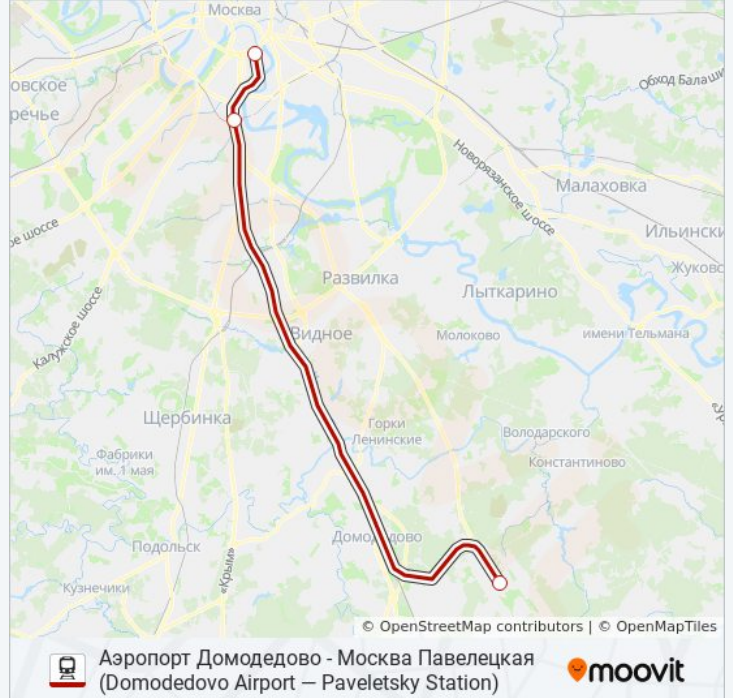 Москва
овское
речье
Обход Балаши
Новорязанское шоссе
Малаховка
ое шоссе
Ильински
Жуковс
Развилка
Лыткарино
Калужское шоссе
Видное
Молоково
имени Тельмана
Щербинка
Горки
Ленинские
Володарского
Фабрики
им. 1 мая
Константиново
Домодедово
Подольск
«Крым»
Кузнечики
© OpenStreetMap contributors | © OpenMapTiles
Аэропорт Домодедово - Москва Павелецкая
(Domodedovo Airport — Paveletsky Station)
moovit